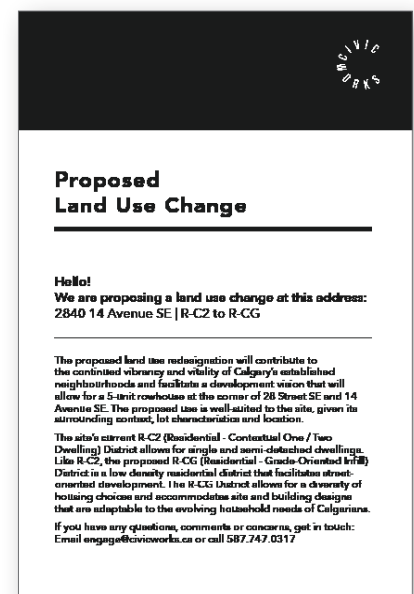 CIVICWORKS
Proposed
Land Use Change
Hello!
We are proposing a land use change at this address:
2840 14 Avenue SE | R-C2 to R-CG
The proposed land use redesignation will contribute to
the continued vibrancy and vitality of Calgary's established
neighbourhoods and facilitate a development vision that will
allow for a 5-unit rowhouse at the corner of 28 Street SE and 14
Avenue SE. The proposed use is well-suited to the site, given its
surrounding context, lot characteristics and location.
The site's current R-C2 (Residential - Contextual One / Two
Dwelling) District allows for single and semi-detached dwellings.
Like R-C2, the proposed R-CG (Residential - Grade-Oriented Infill)
District is a low density residential district that facilitates street-
oriented development. The R-CG District allows for a diversity of
housing choices and accommodates site and building designs
that are adaptable to the evolving household needs of Calgarians.
If you have any questions, comments or concerns, get in touch:
Email engage@civicworks.ca or call 587.747.0317